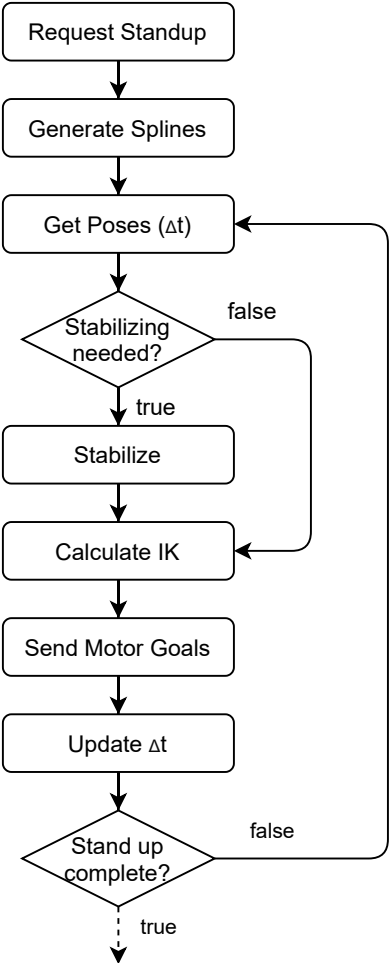 Request Standup
Generate Splines
Get Poses (Δt)
Stabilizing
needed?
false
true
Stabilize
Calculate IK
Send Motor Goals
Update Δt
Stand up
complete?
false
true